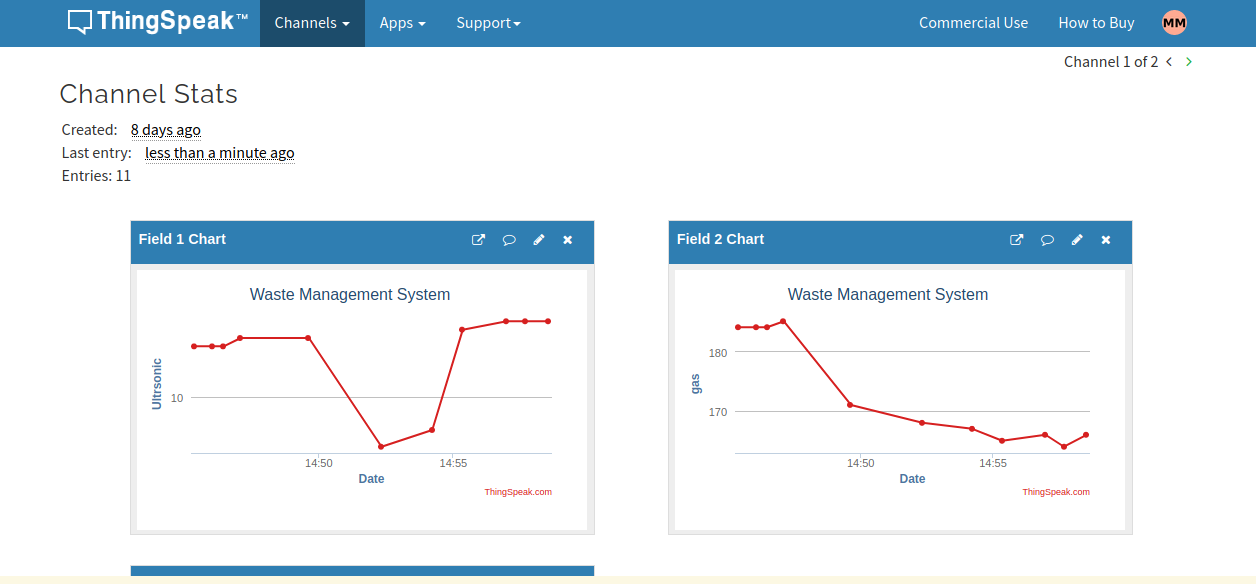 ThingSpeak™ Channels Apps Support Commercial Use How to Buy MM
Channel 1 of 2 < >
Channel Stats
Created: 8 days ago
Last entry: less than a minute ago
Entries: 11
Field 1 Chart
Waste Management System
Ultrsonic
10
14:50 14:55
Date
ThingSpeak.com
Field 2 Chart
Waste Management System
gas
180
170
14:50 14:55
Date
ThingSpeak.com